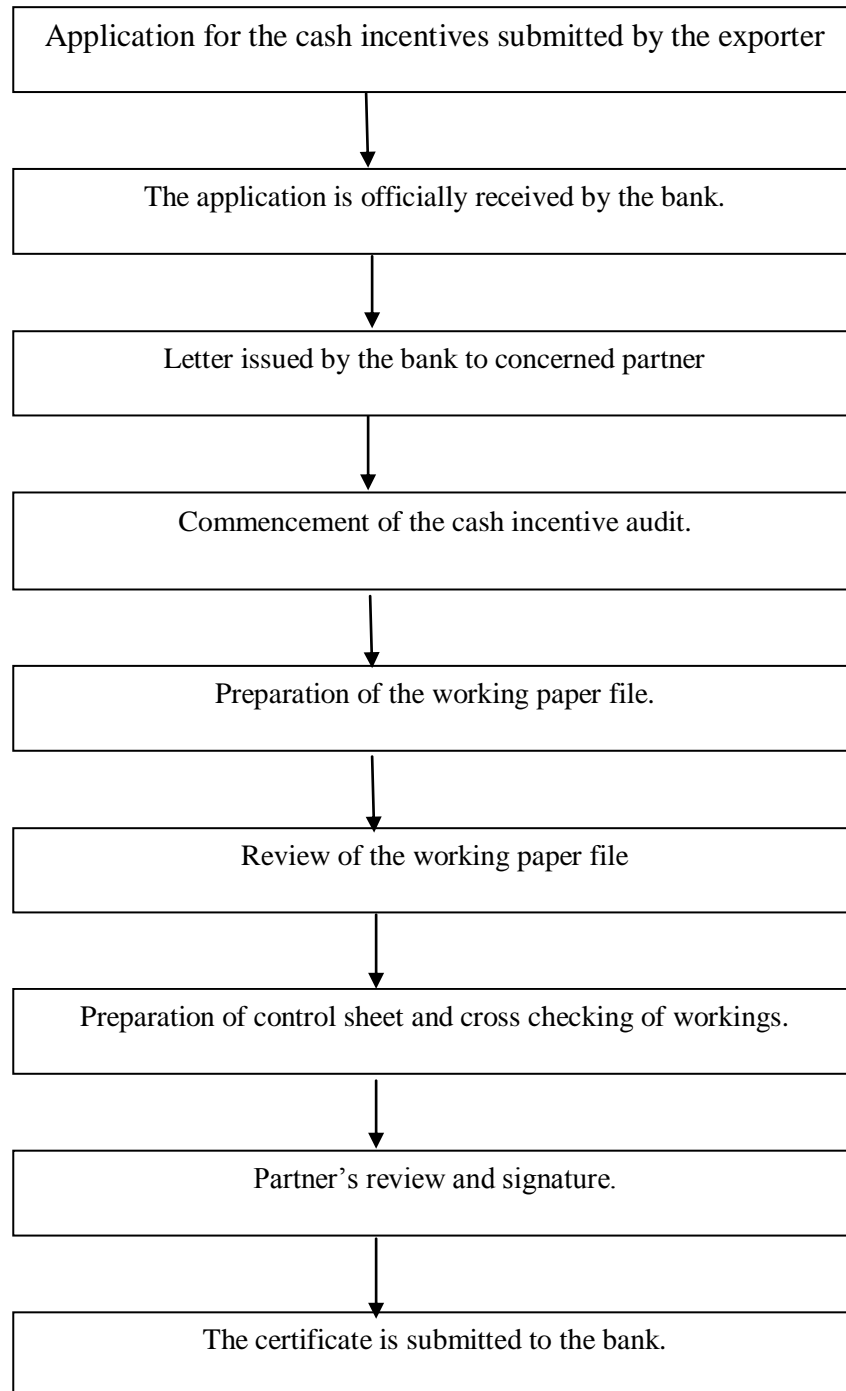 Application for the cash incentives submitted by the exporter
The application is officially received by the bank.
Letter issued by the bank to concerned partner
Commencement of the cash incentive audit.
Preparation of the working paper file.
Review of the working paper file
Preparation of control sheet and cross checking of workings.
Partner’s review and signature.
The certificate is submitted to the bank.